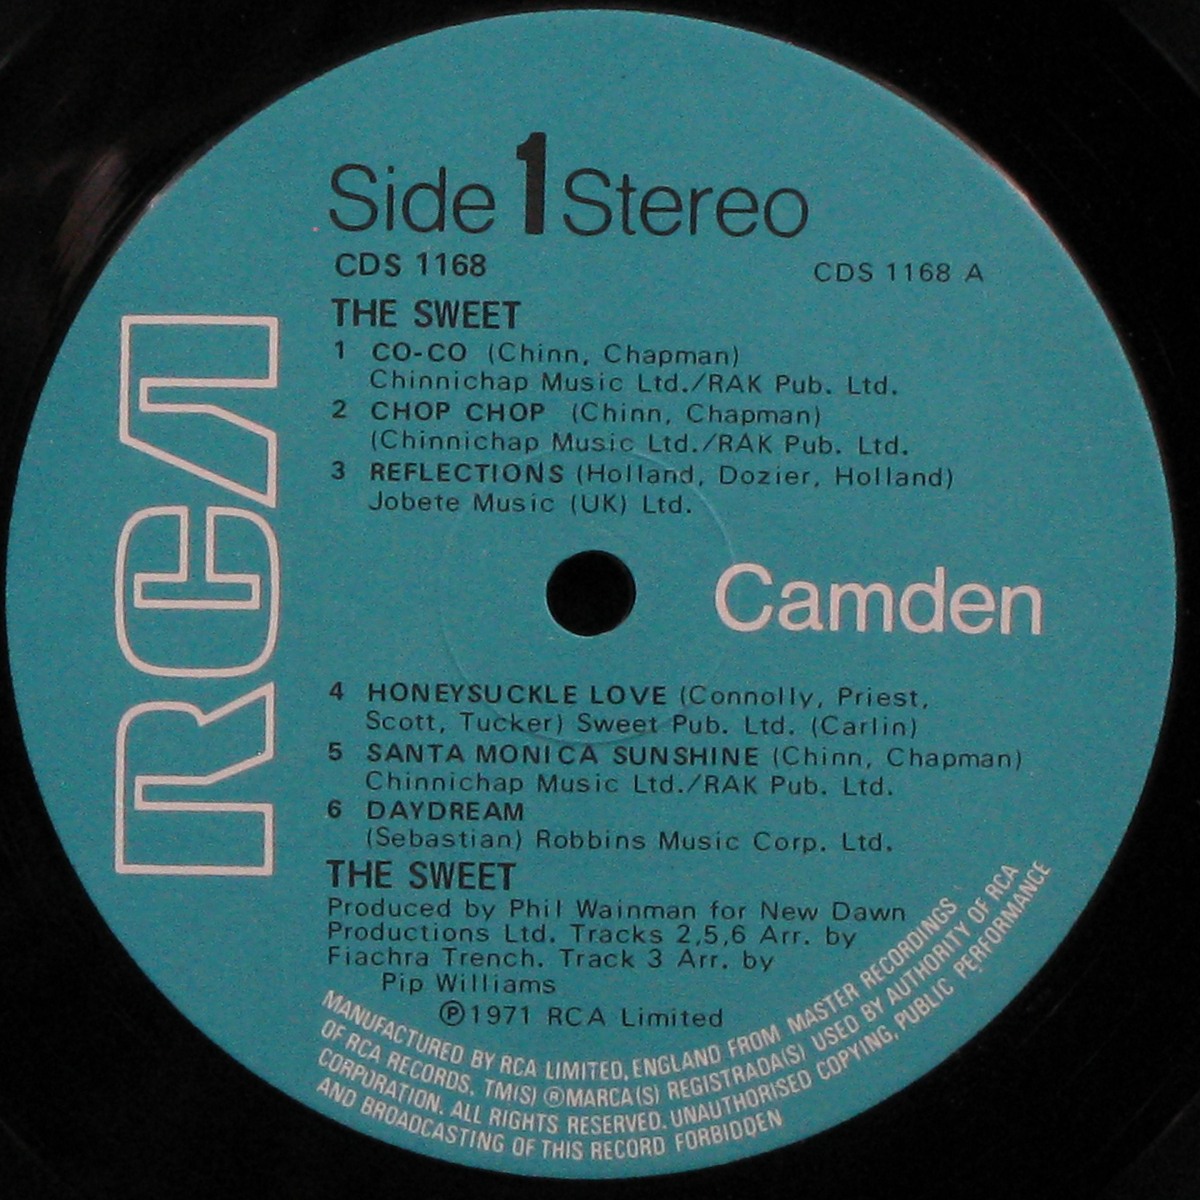 Side 1 Stereo
CDS 1168
CDS 1168 A
THE SWEET
1 CO-CO (Chinn, Chapman)
Chinnichap Music Ltd./RAK Pub. Ltd.
2 CHOP CHOP (Chinn, Chapman)
(Chinnichap Music Ltd./RAK Pub. Ltd.
3 REFLECTIONS (Holland, Dozier, Holland)
Jobete Music (UK) Ltd.
RCA
Camden
4 HONEYSUCKLE LOVE (Connolly, Priest,
Scott, Tucker) Sweet Pub. Ltd. (Carlin)
5 SANTA MONICA SUNSHINE (Chinn, Chapman)
Chinnichap Music Ltd./RAK Pub. Ltd.
6 DAYDREAM
(Sebastian) Robbins Music Corp. Ltd.
THE SWEET
Produced by Phil Wainman for New Dawn
Productions Ltd. Tracks 2,5,6 Arr. by
Fiachra Trench. Track 3 Arr. by
Pip Williams
℗1971 RCA Limited
MANUFACTURED BY RCA LIMITED, ENGLAND FROM MASTER RECORDINGS
OF RCA RECORDS, TM(S) ®MARCA(S) REGISTRADA(S) USED BY AUTHORITY OF RCA
CORPORATION. ALL RIGHTS RESERVED. UNAUTHORISED COPYING, PUBLIC PERFORMANCE
AND BROADCASTING OF THIS RECORD FORBIDDEN